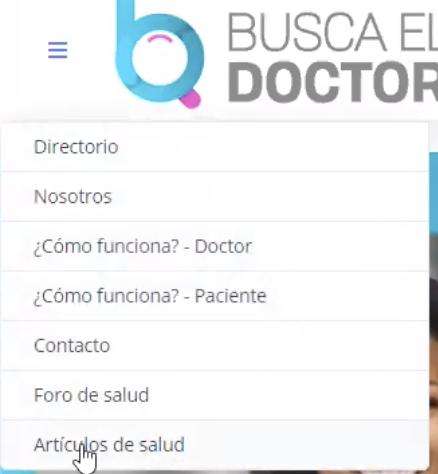 BUSCA EL
DOCTOR
Directorio
Nosotros
¿Cómo funciona? - Doctor
¿Cómo funciona? - Paciente
Contacto
Foro de salud
Artículos de salud